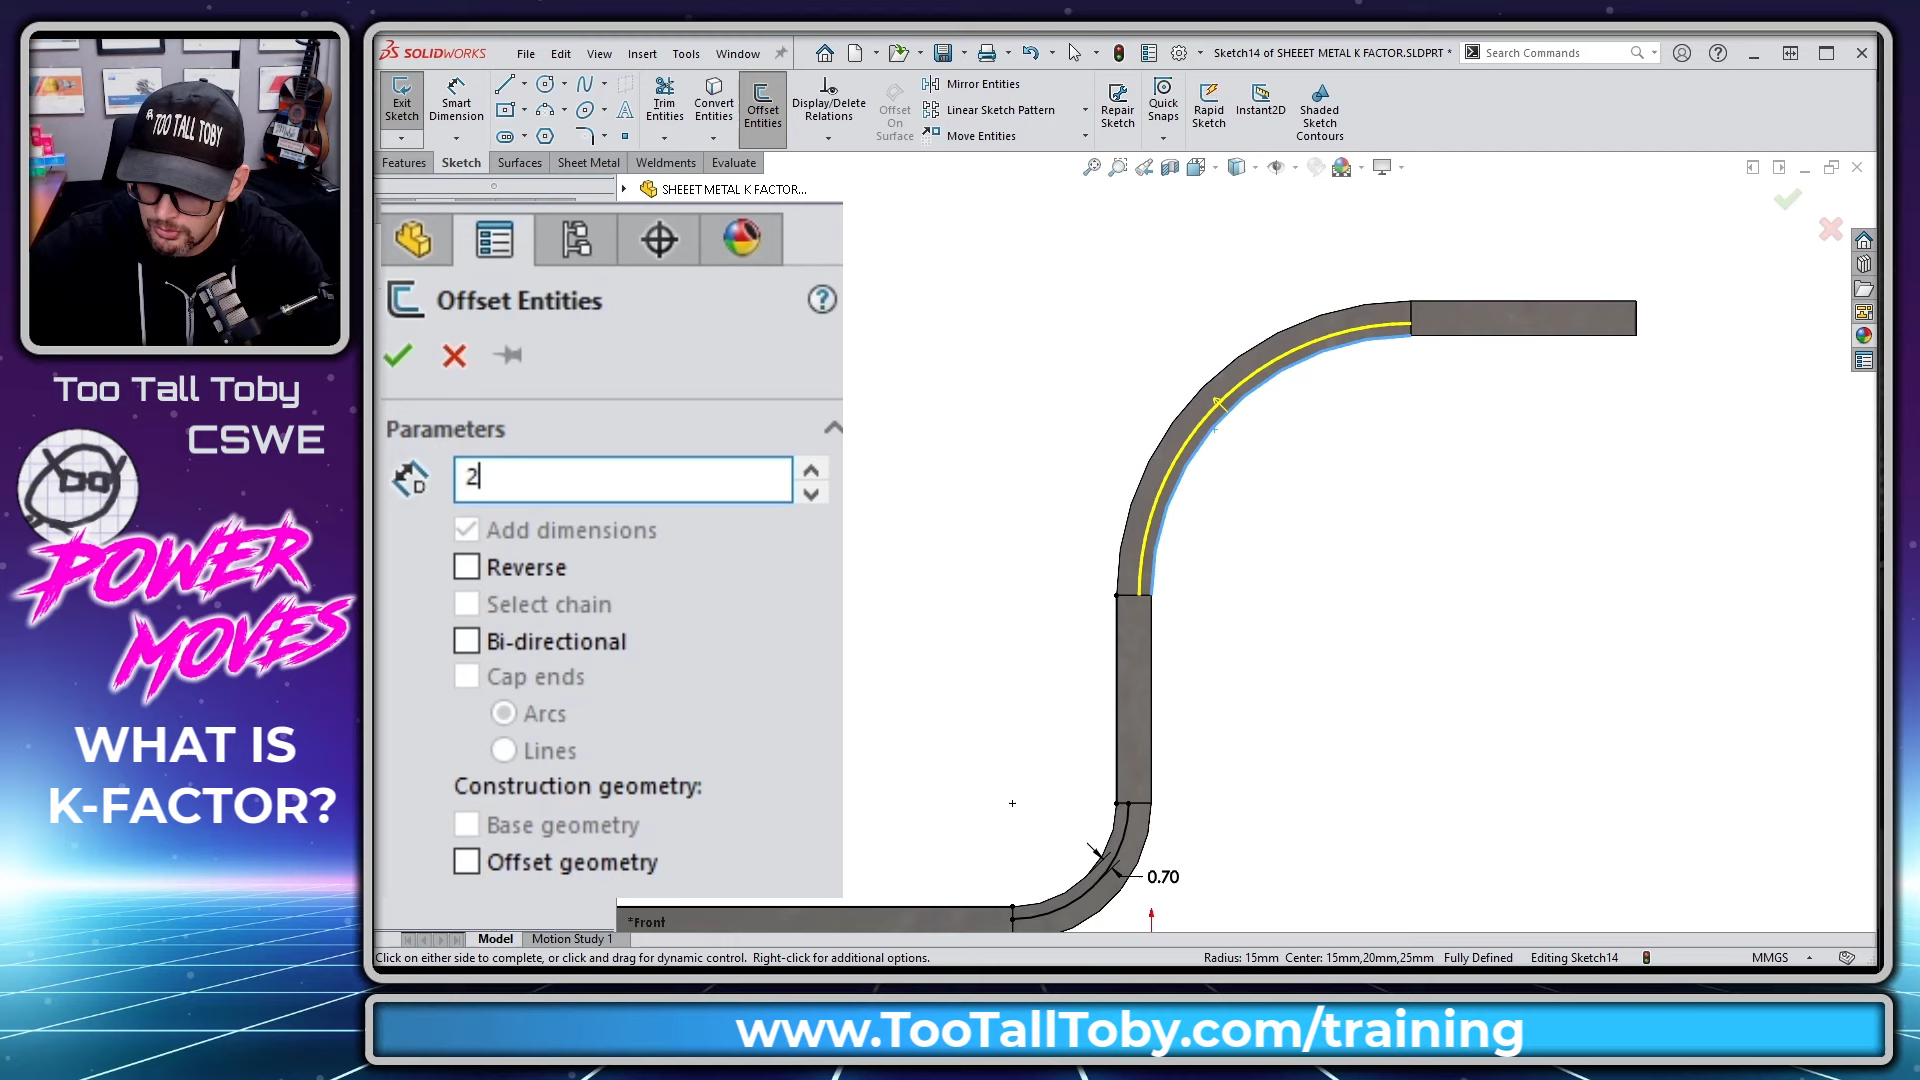 TOO TALL TOBY
Too Tall Toby
CSWE
POWER
MOVES
WHAT IS
K-FACTOR?
SOLIDWORKS
File
Edit
View
Insert
Tools
Window
Sketch14 of SHEEET METAL K FACTOR.SLDPRT *
Search Commands
Exit
Sketch
Smart
Dimension
Trim
Entities
Convert
Entities
Offset
Entities
Display/Delete
Relations
Offset
On
Surface
Mirror Entities
Linear Sketch Pattern
Move Entities
Repair
Sketch
Quick
Snaps
Rapid
Sketch
Instant2D
Shaded
Sketch
Contours
Features
Sketch
Surfaces
Sheet Metal
Weldments
Evaluate
SHEEET METAL K FACTOR...
Offset Entities
Parameters
D
2
Add dimensions
Reverse
Select chain
Bi-directional
Cap ends
Arcs
Lines
Construction geometry:
Base geometry
Offset geometry
0.70
*Front
Model
Motion Study 1
Click on either side to complete, or click and drag for dynamic control. Right-click for additional options.
Radius: 15mm Center: 15mm,20mm,25mm
Fully Defined
Editing Sketch14
MMGS
www.TooTallToby.com/training